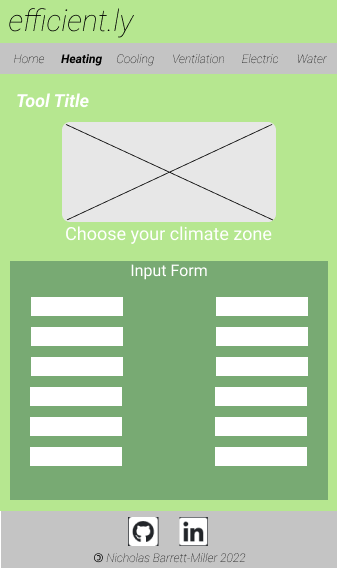 efficient.ly
Home Heating Cooling Ventilation Electric Water
Tool Title
Choose your climate zone
Input Form
in
© Nicholas Barrett-Miller 2022